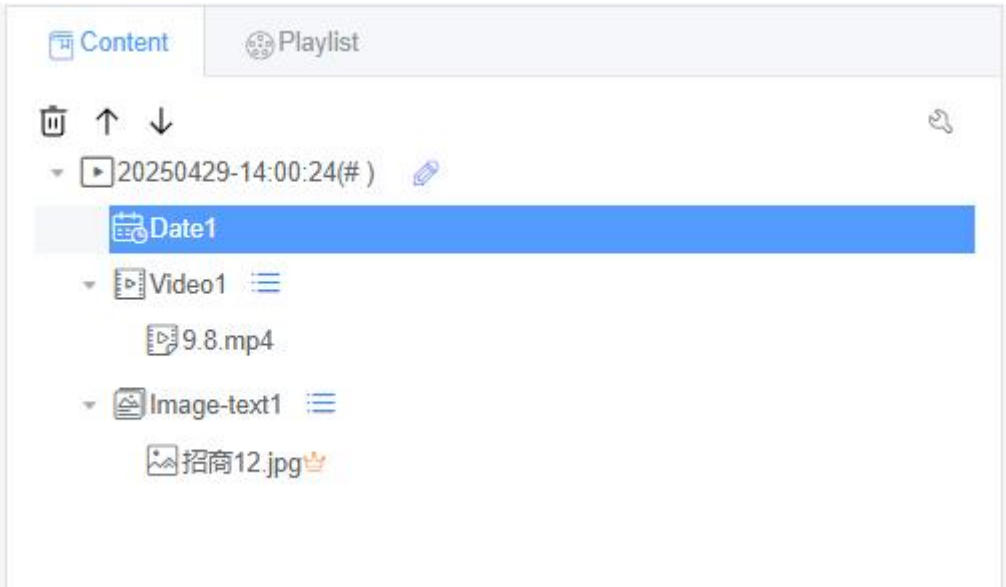 Content
Playlist
20250429-14:00:24(# )
Date1
Video1
9.8.mp4
Image-text1
招商12.jpg